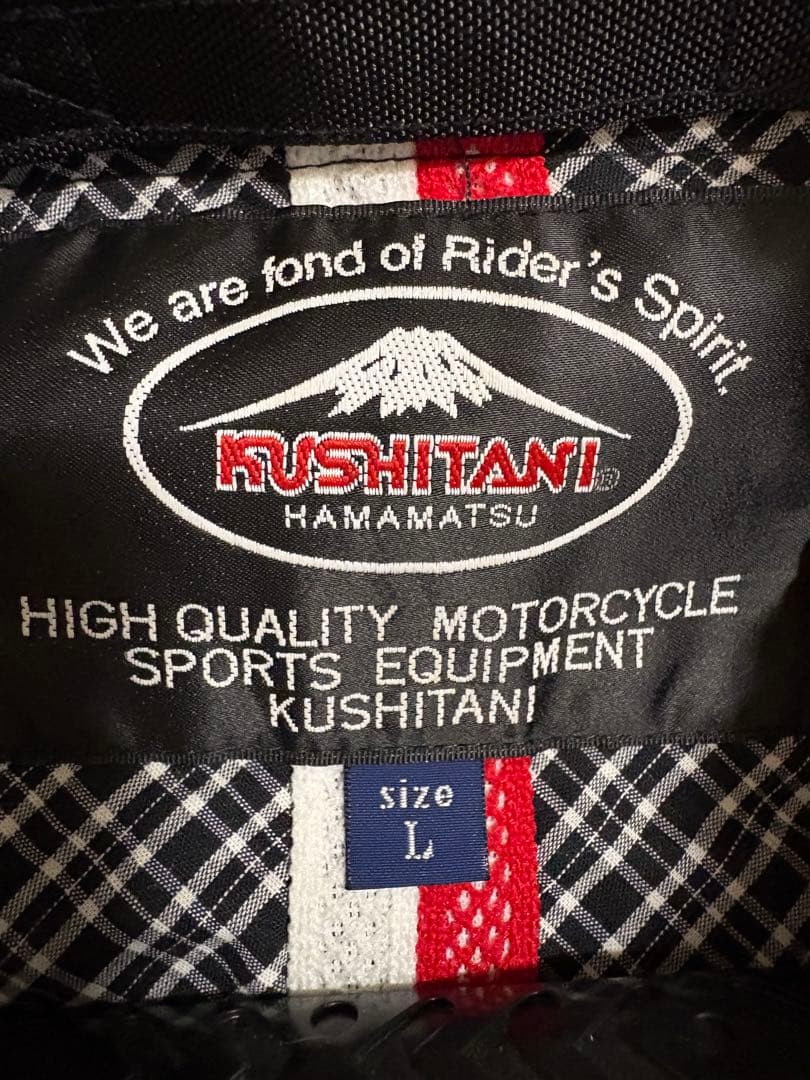 We are fond of Rider's Spirit.
KUSHITANI®
HAMAMATSU
HIGH QUALITY MOTORCYCLE
SPORTS EQUIPMENT
KUSHITANI
size
L